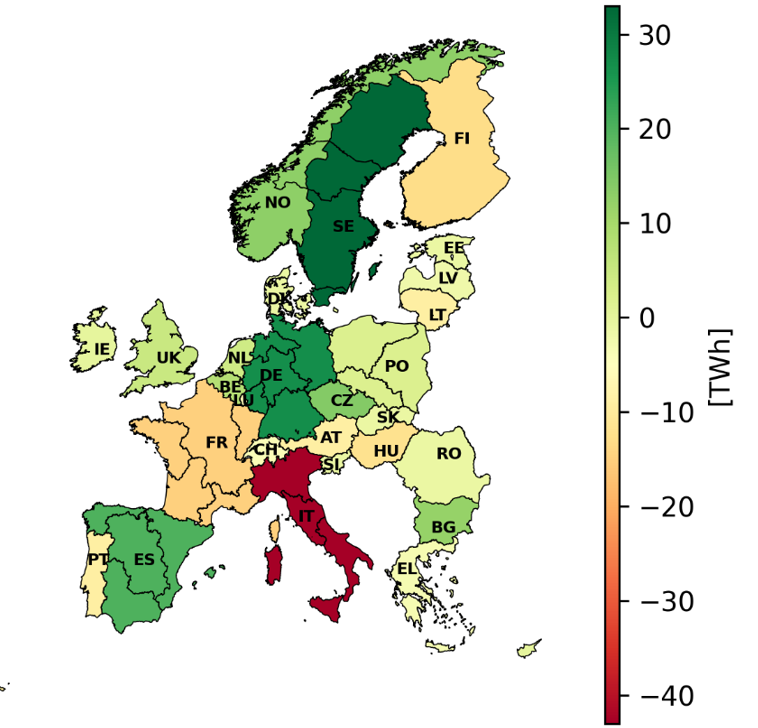 30
20
10
0
−10
−20
−30
−40
[TWh]
FI
NO
SE
EE
LV
LT
DK
IE
UK
NL
BE
LU
DE
PO
CZ
SK
FR
CH
AT
SI
HU
RO
IT
BG
PT
ES
EL